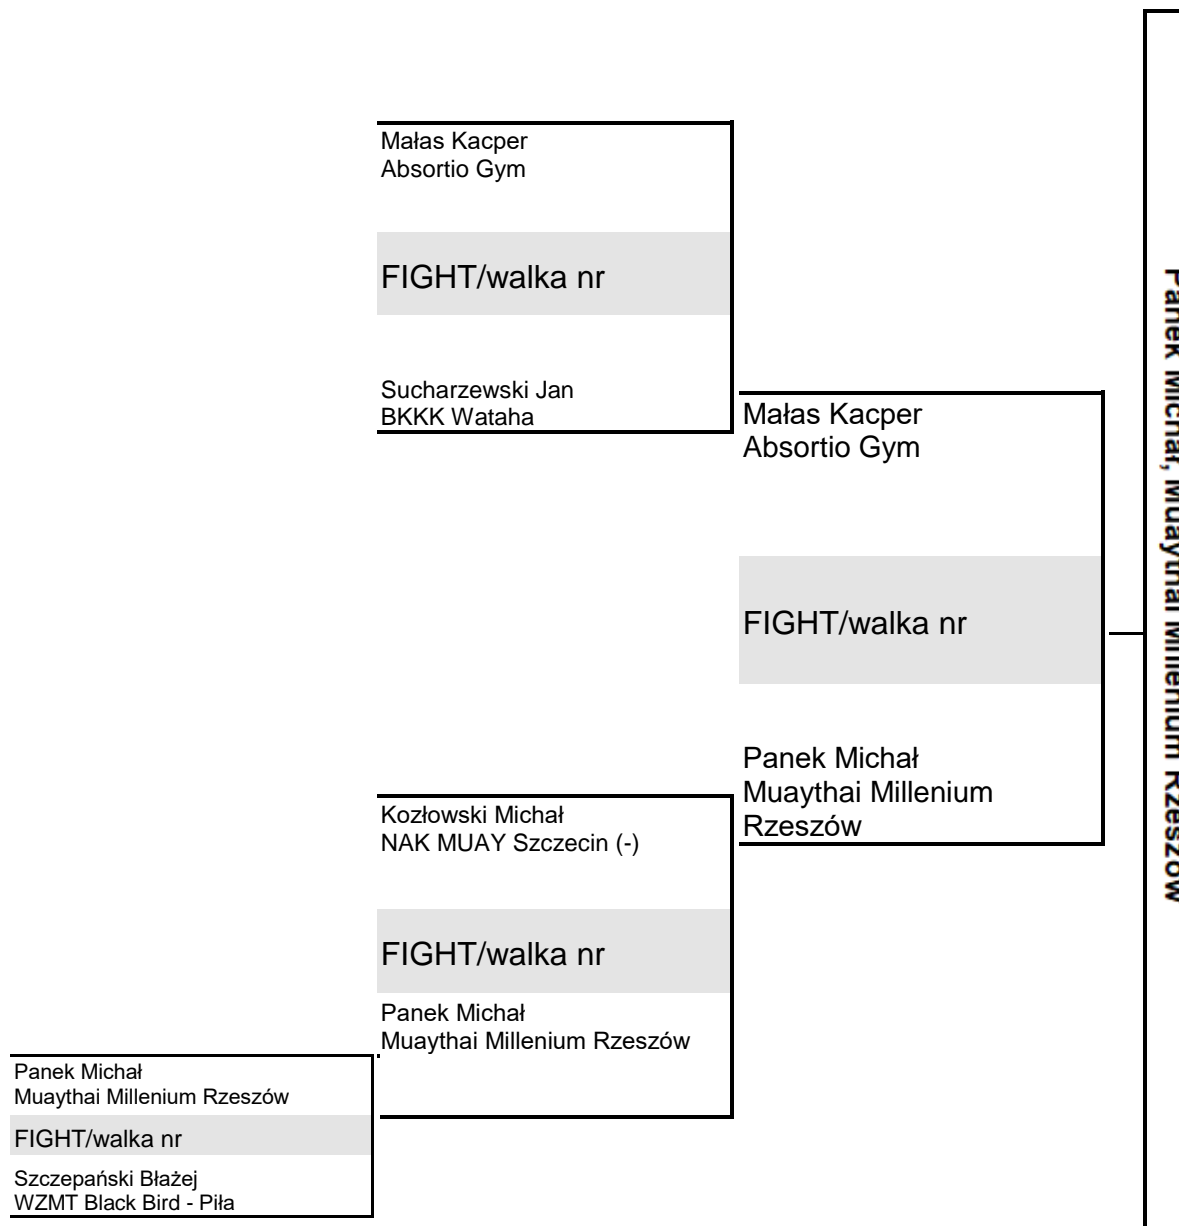 Małas Kacper
Absortio Gym
FIGHT/walka nr
Sucharzewski Jan
BKKK Wataha
Małas Kacper
Absortio Gym
FIGHT/walka nr
Panek Michał
Muaythai Millenium
Rzeszów
Kozłowski Michał
NAK MUAY Szczecin (-)
FIGHT/walka nr
Panek Michał
Muaythai Millenium Rzeszów
Panek Michał
Muaythai Millenium Rzeszów
FIGHT/walka nr
Szczepański Błażej
WZMT Black Bird - Piła
Panek Michał, Muaythai Millenium Rzeszów